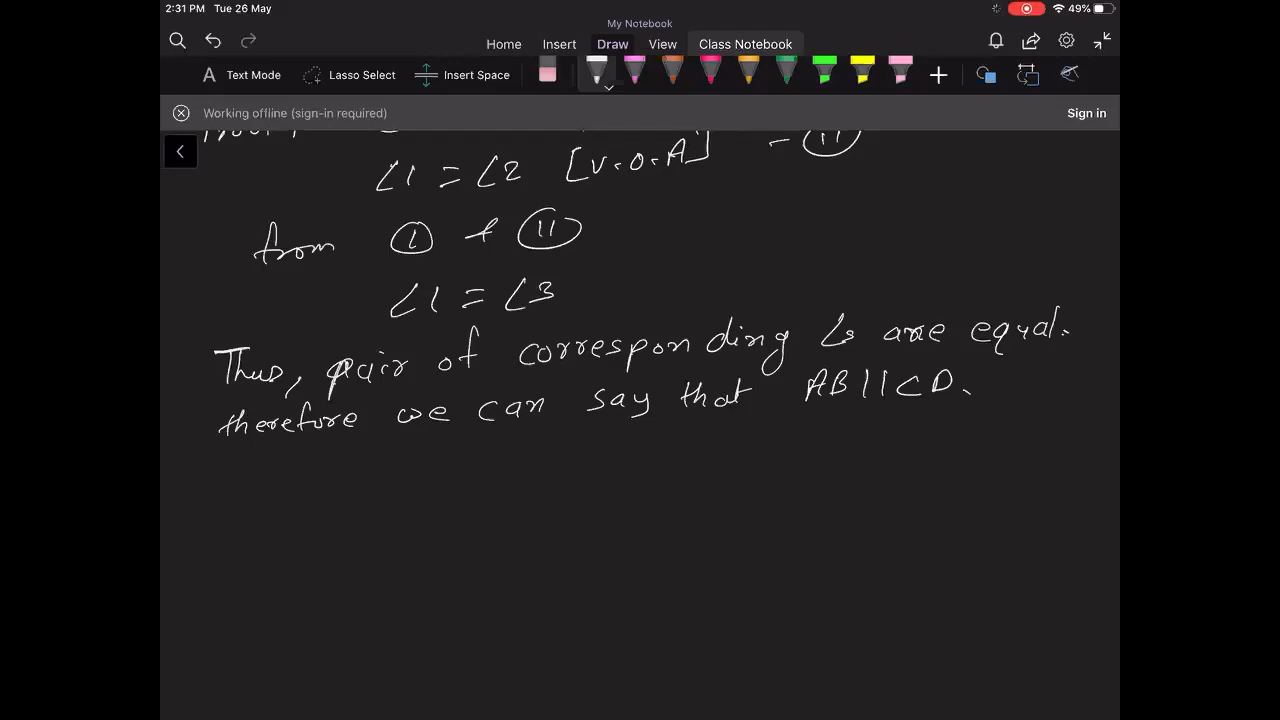 2:31 PM Tue 26 May
49%
My Notebook
Home Insert Draw View Class Notebook
A Text Mode Lasso Select Insert Space
Working offline (sign-in required) Sign in
- II
∠1 = ∠2 [V.O.A]
from I & II
∠1 = ∠3
Thus, pair of corresponding ∠s are equal.
therefore we can say that AB || CD.